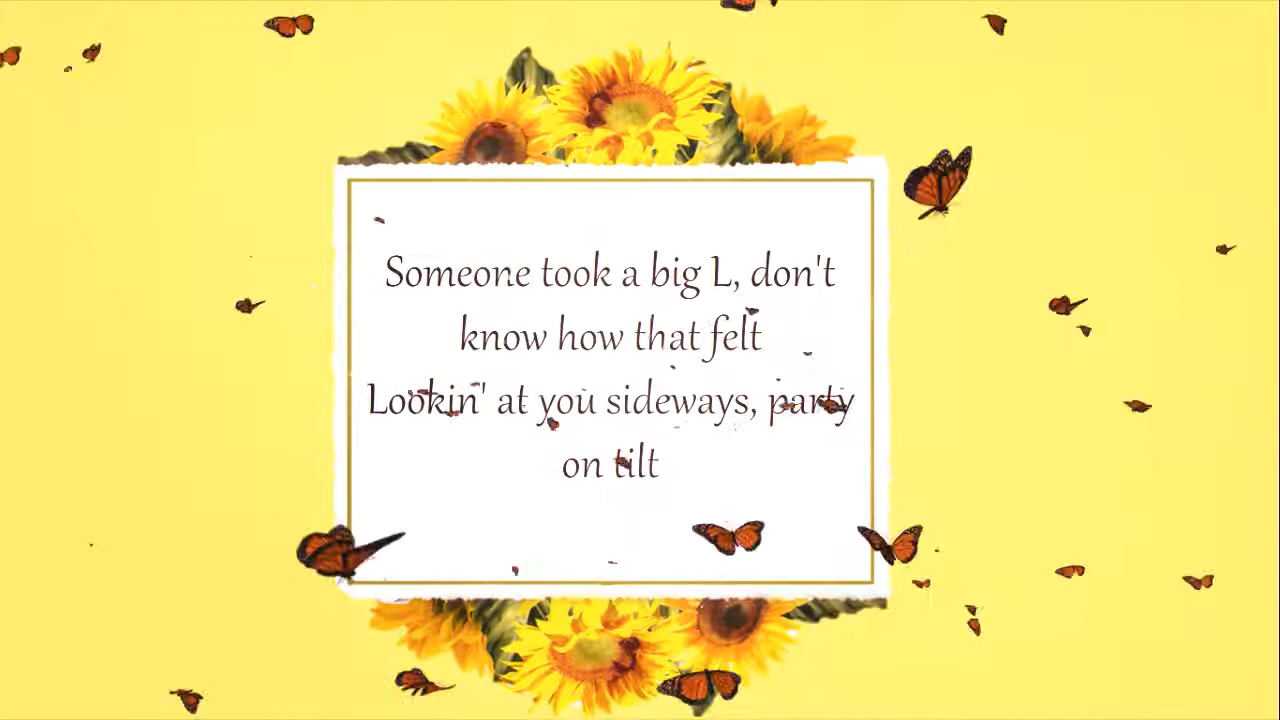 Someone took a big L, don't
know how that felt
Lookin' at you sideways, party
on tilt